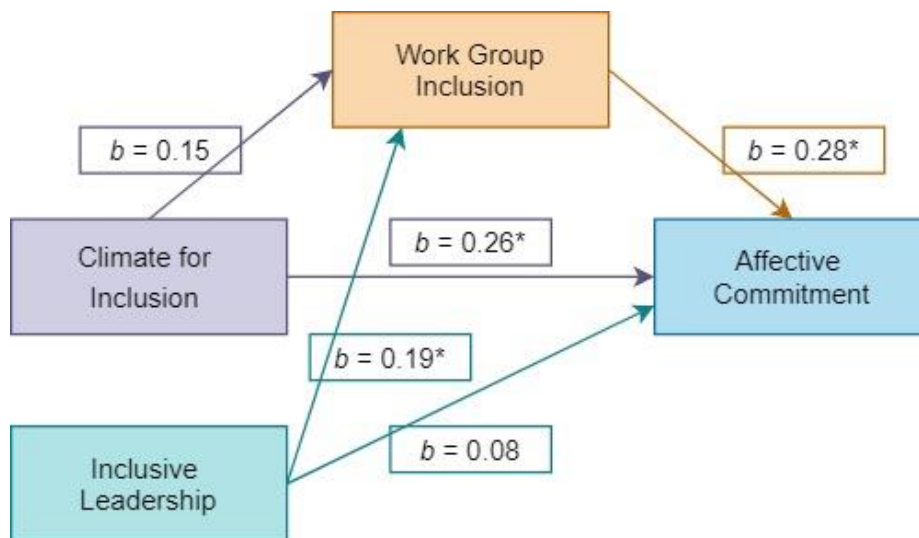 Work Group
Inclusion
b = 0.15
b = 0.28*
Climate for
Inclusion
b = 0.26*
Affective
Commitment
b = 0.19*
b = 0.08
Inclusive
Leadership